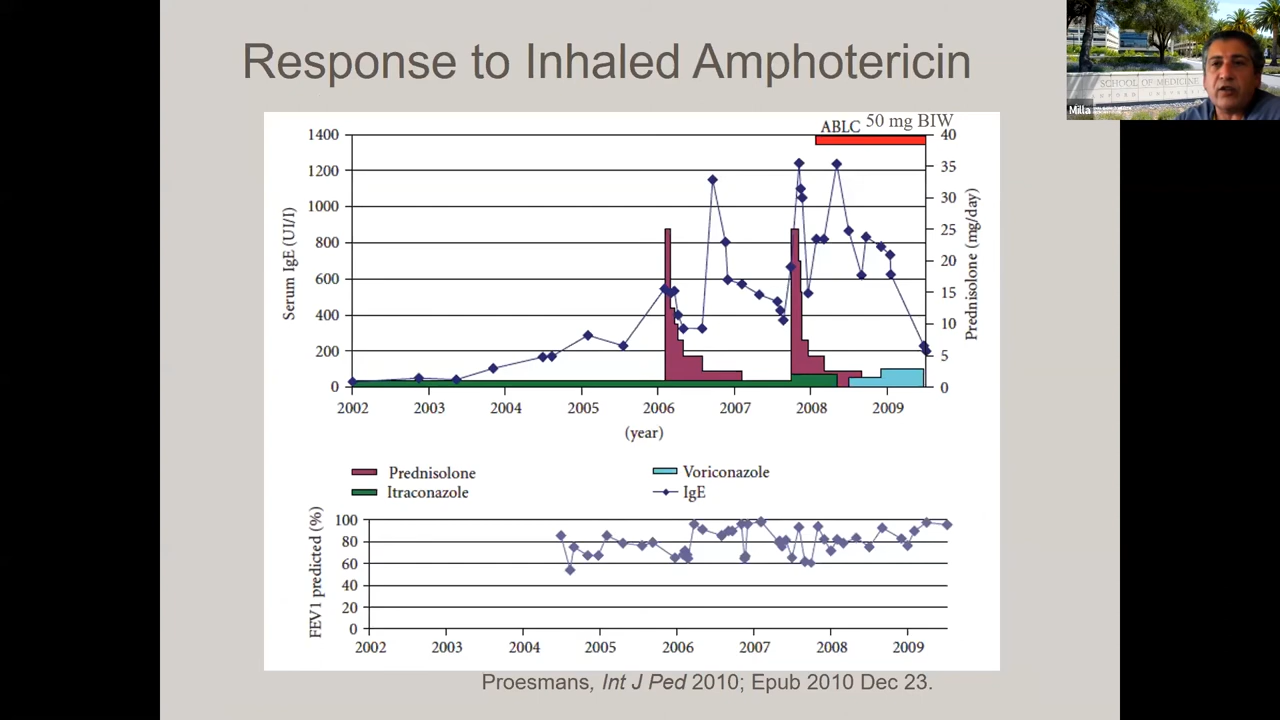 Response to Inhaled Amphotericin
SCHOOL OF MEDICINE
Milla
ABLC 50 mg BIW
1400
1200
1000
800
600
400
200
0
Serum IgE (UI/I)
40
35
30
25
20
15
10
5
0
Prednisolone (mg/day)
2002 2003 2004 2005 2006 2007 2008 2009
(year)
Prednisolone
Itraconazole
Voriconazole
IgE
FEV1 predicted (%)
100
80
60
40
20
0
2002 2003 2004 2005 2006 2007 2008 2009
Proesmans, Int J Ped 2010; Epub 2010 Dec 23.